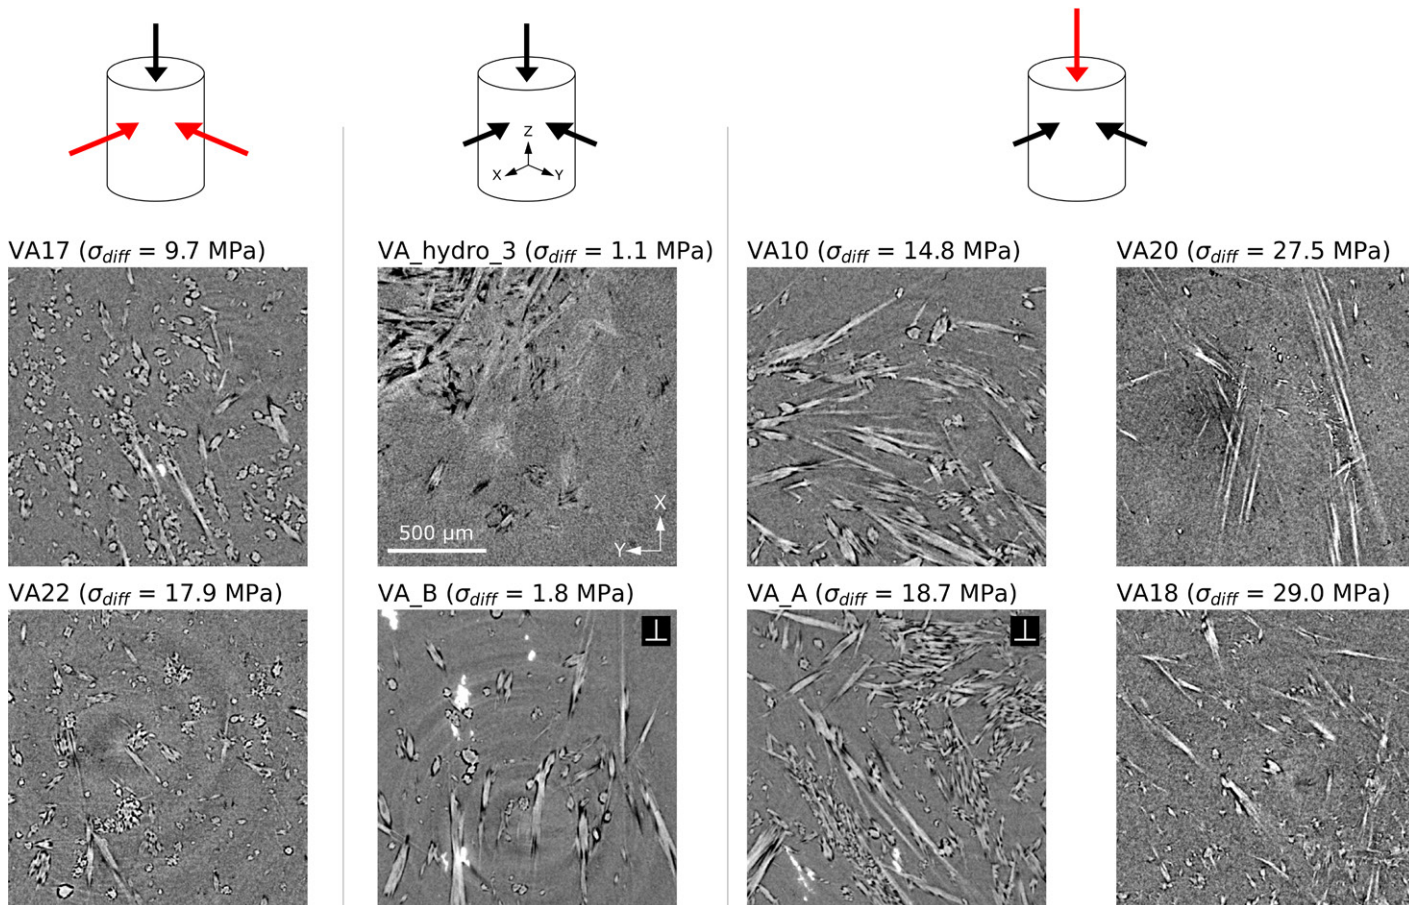 Z
X
Y
VA17 (σdiff = 9.7 MPa)
VA_hydro_3 (σdiff = 1.1 MPa)
VA10 (σdiff = 14.8 MPa)
VA20 (σdiff = 27.5 MPa)
500 µm
X
Y
VA22 (σdiff = 17.9 MPa)
VA_B (σdiff = 1.8 MPa)
VA_A (σdiff = 18.7 MPa)
VA18 (σdiff = 29.0 MPa)
⊥
⊥